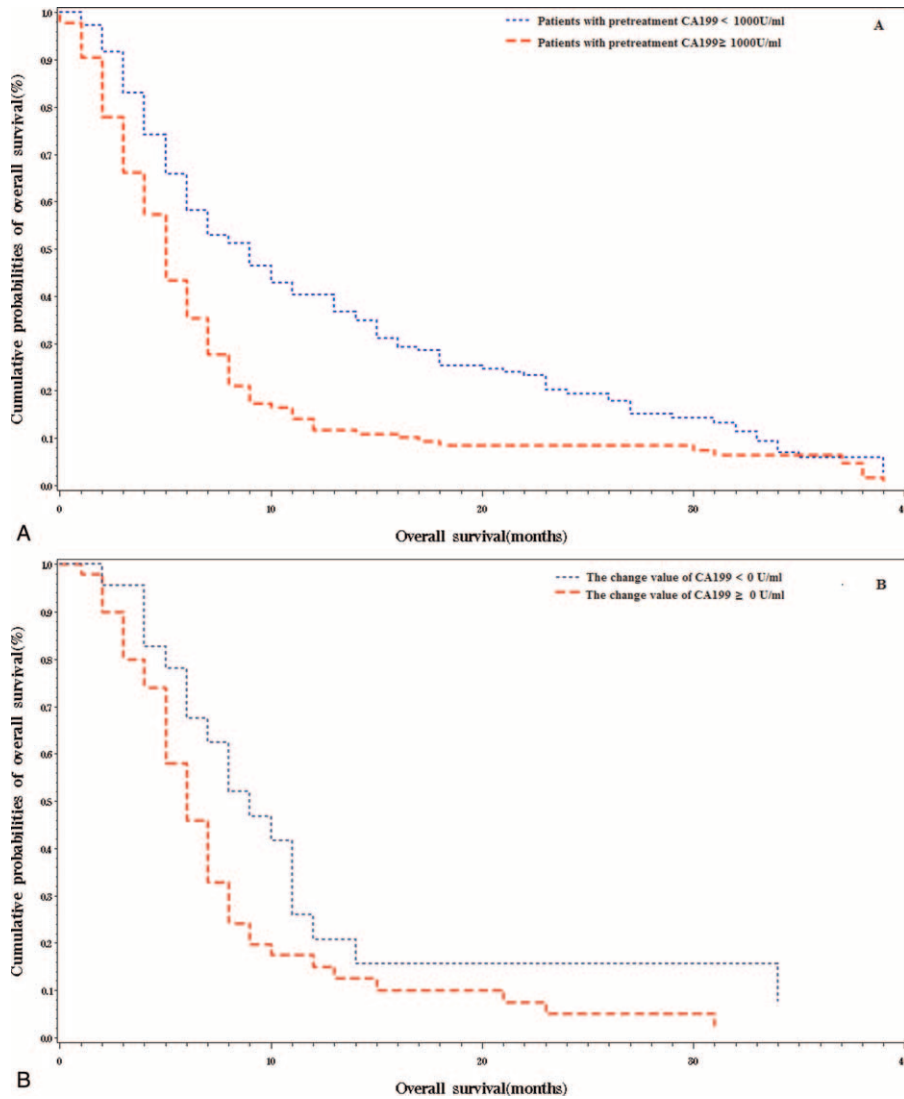 Patients with pretreatment CA199 < 1000U/ml
A
Patients with pretreatment CA199≥ 1000U/ml
Cumulative probabilities of overall survival(%)
1.0
0.9
0.8
0.7
0.6
0.5
0.4
0.3
0.2
0.1
0.0
0
10
20
30
4
A
Overall survival(months)
The change value of CA199 < 0 U/ml
B
The change value of CA199 ≥ 0 U/ml
Cumulative probabilities of overall survival(%)
1.0
0.9
0.8
0.7
0.6
0.5
0.4
0.3
0.2
0.1
0.0
0
10
20
30
4
B
Overall survival(months)